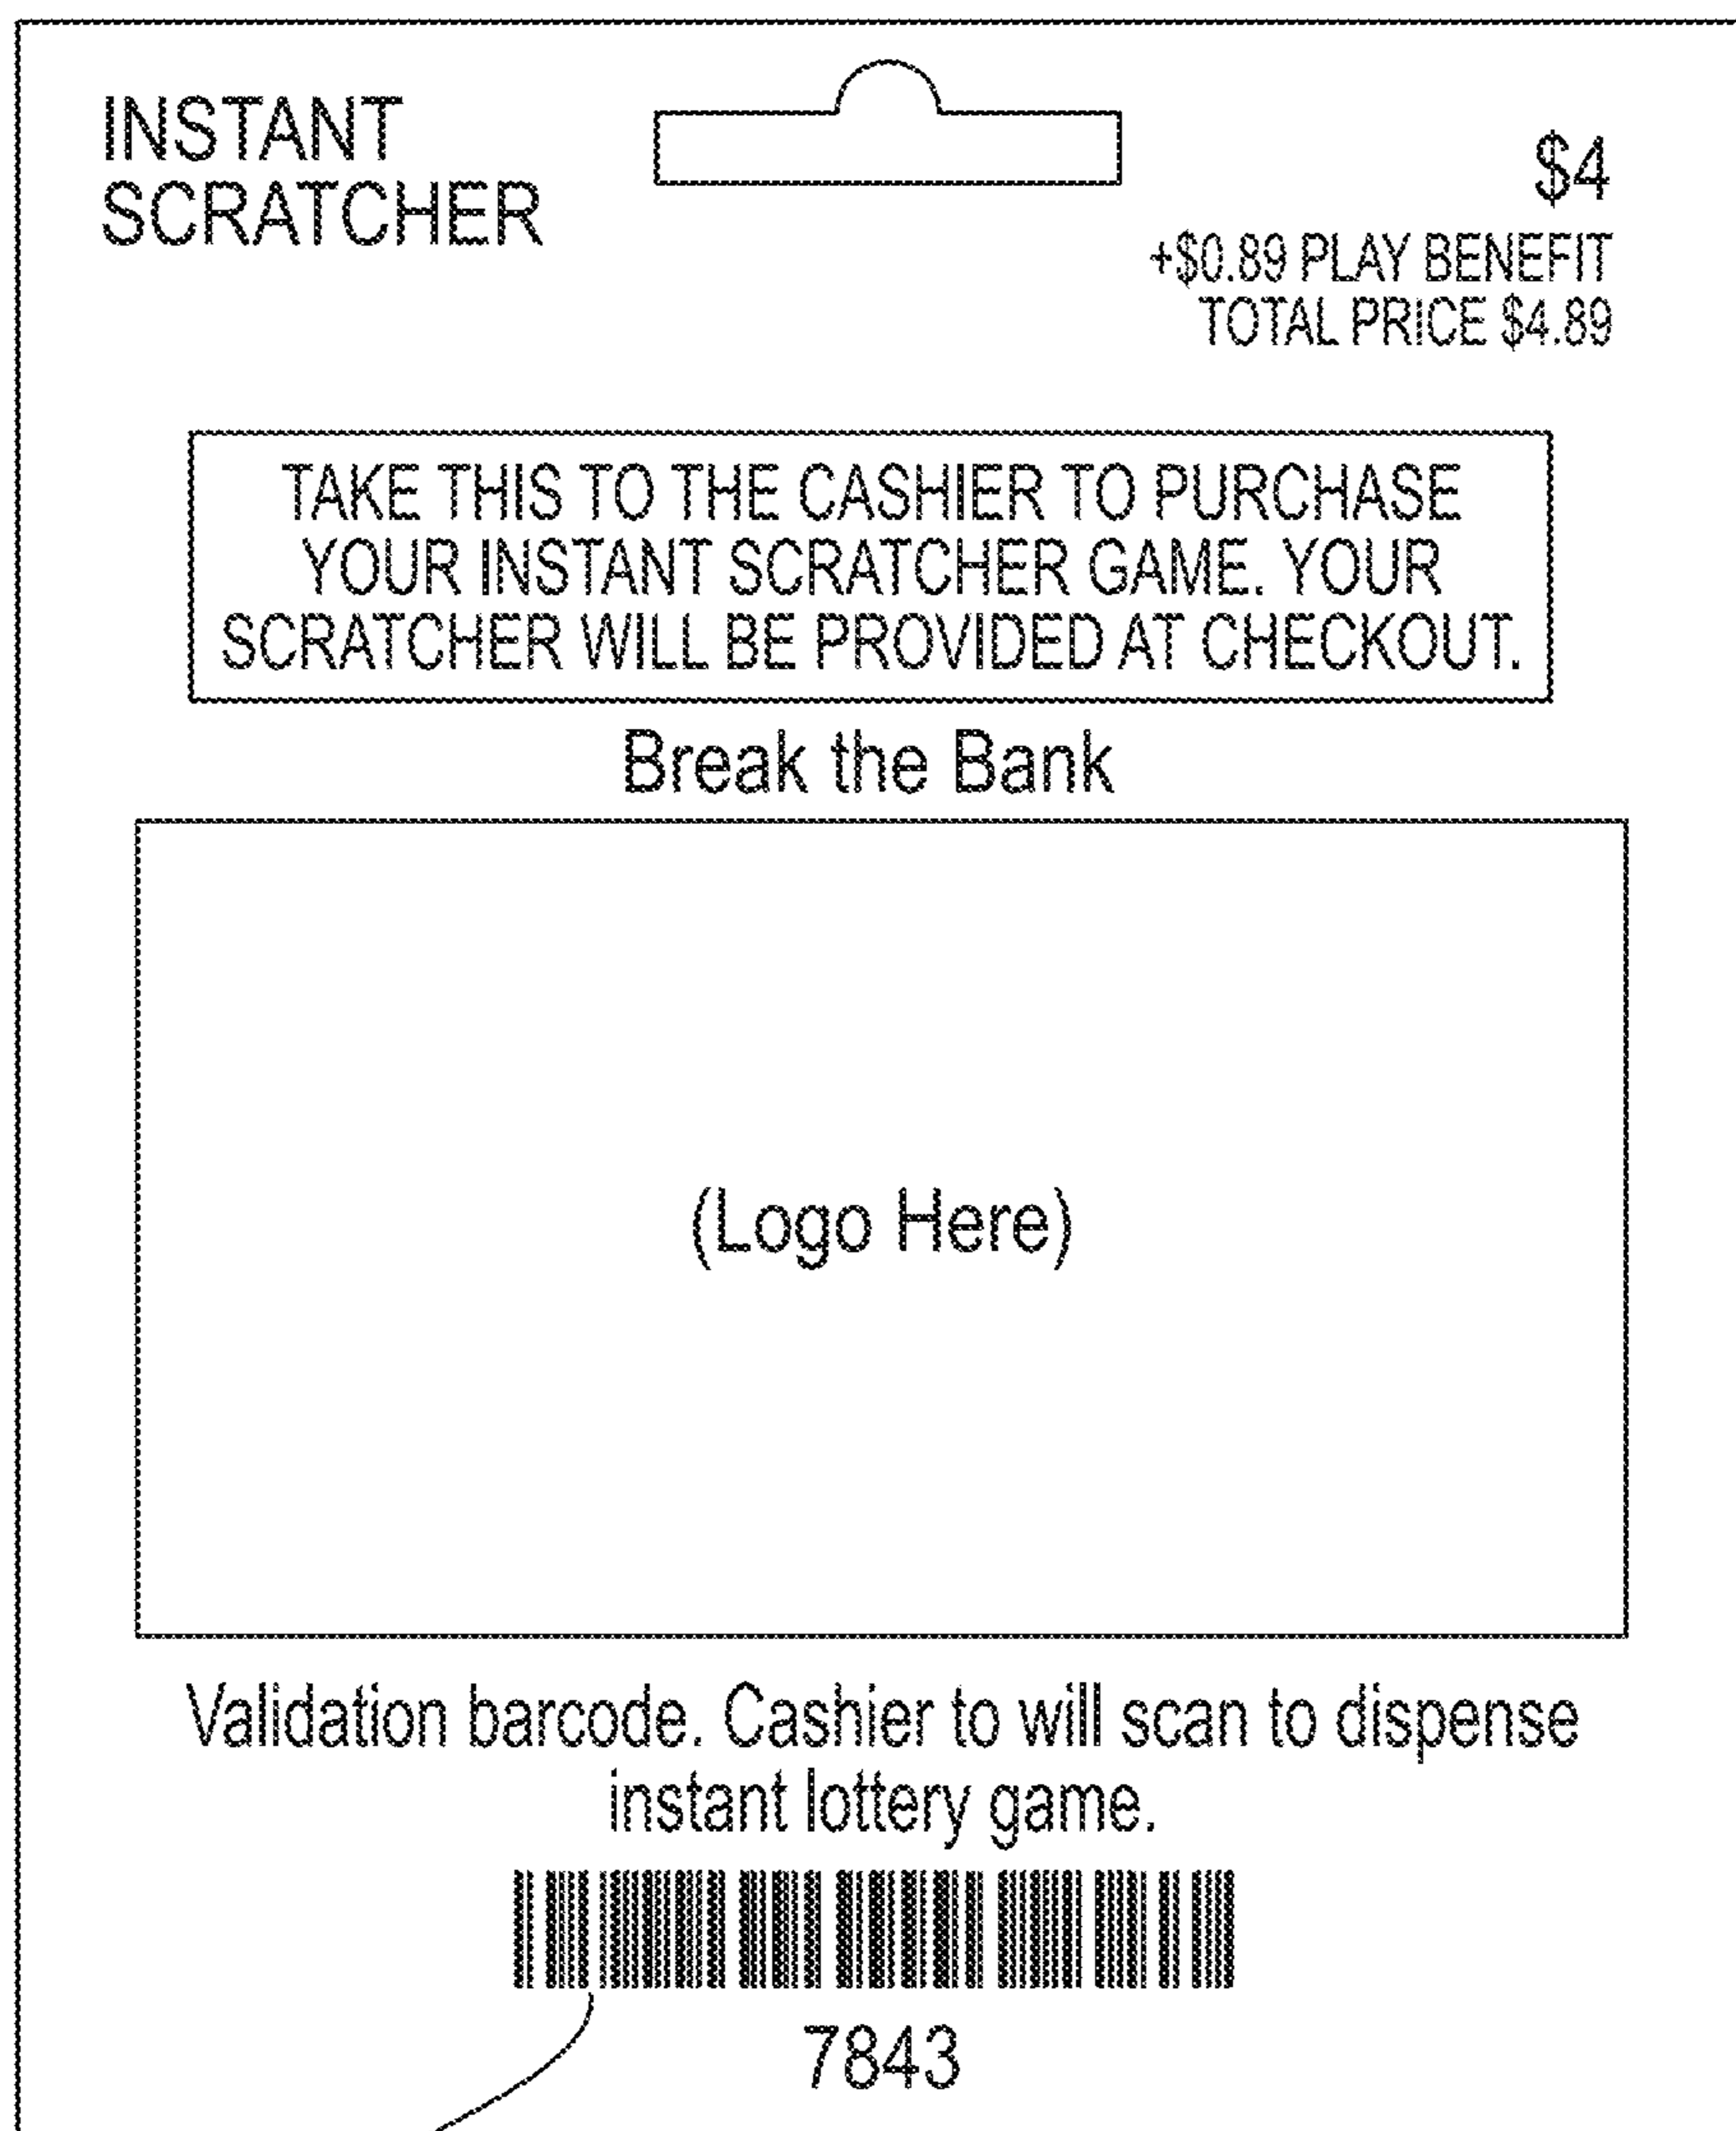 INSTANT
SCRATCHER
$4
+$0.89 PLAY BENEFIT
TOTAL PRICE $4.89
TAKE THIS TO THE CASHIER TO PURCHASE
YOUR INSTANT SCRATCHER GAME. YOUR
SCRATCHER WILL BE PROVIDED AT CHECKOUT.
Break the Bank
(Logo Here)
Validation barcode. Cashier to will scan to dispense
instant lottery game.
7843